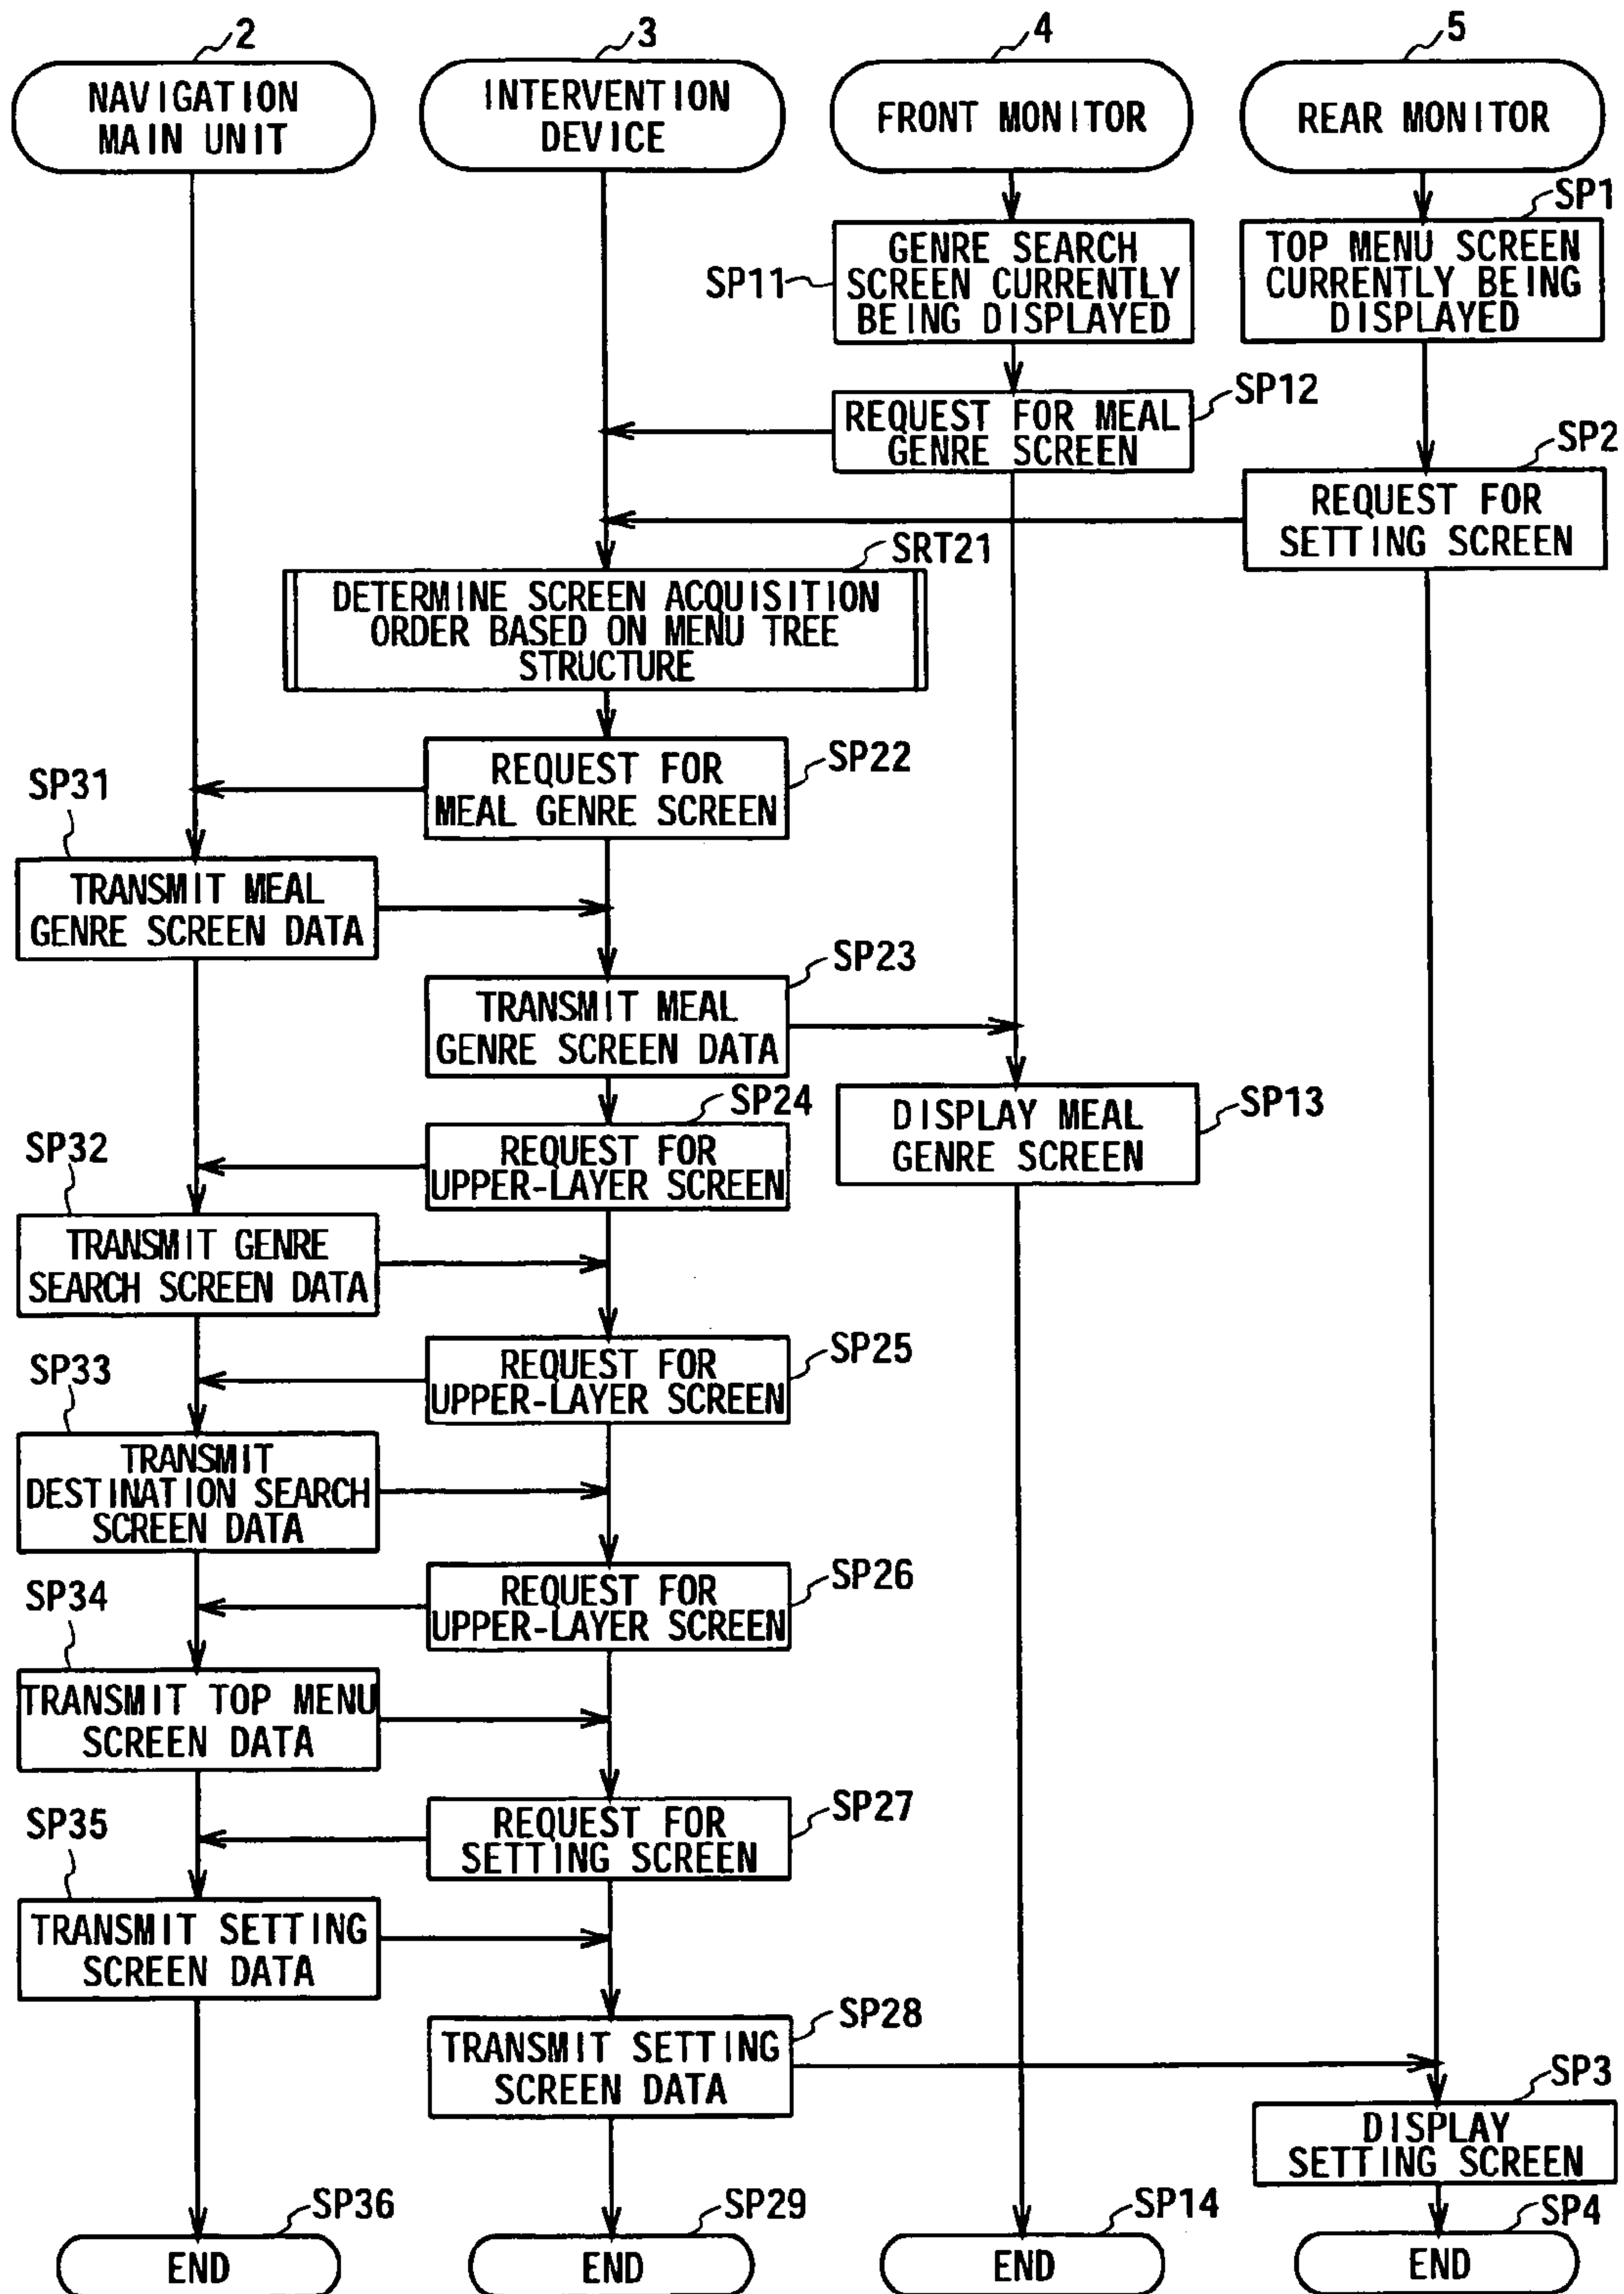 2
3
4
5
NAVIGATION
MAIN UNIT
INTERVENTION
DEVICE
FRONT MONITOR
REAR MONITOR
SP1
SP11
GENRE SEARCH
SCREEN CURRENTLY
BEING DISPLAYED
TOP MENU SCREEN
CURRENTLY BEING
DISPLAYED
SP12
REQUEST FOR MEAL
GENRE SCREEN
SP2
REQUEST FOR
SETTING SCREEN
SRT21
DETERMINE SCREEN ACQUISITION
ORDER BASED ON MENU TREE
STRUCTURE
SP22
REQUEST FOR
MEAL GENRE SCREEN
SP31
TRANSMIT MEAL
GENRE SCREEN DATA
SP23
TRANSMIT MEAL
GENRE SCREEN DATA
SP13
DISPLAY MEAL
GENRE SCREEN
SP24
REQUEST FOR
UPPER-LAYER SCREEN
SP32
TRANSMIT GENRE
SEARCH SCREEN DATA
SP25
REQUEST FOR
UPPER-LAYER SCREEN
SP33
TRANSMIT
DESTINATION SEARCH
SCREEN DATA
SP26
REQUEST FOR
UPPER-LAYER SCREEN
SP34
TRANSMIT TOP MENU
SCREEN DATA
SP27
REQUEST FOR
SETTING SCREEN
SP35
TRANSMIT SETTING
SCREEN DATA
SP28
TRANSMIT SETTING
SCREEN DATA
SP3
DISPLAY
SETTING SCREEN
SP36
END
SP29
END
SP14
END
SP4
END